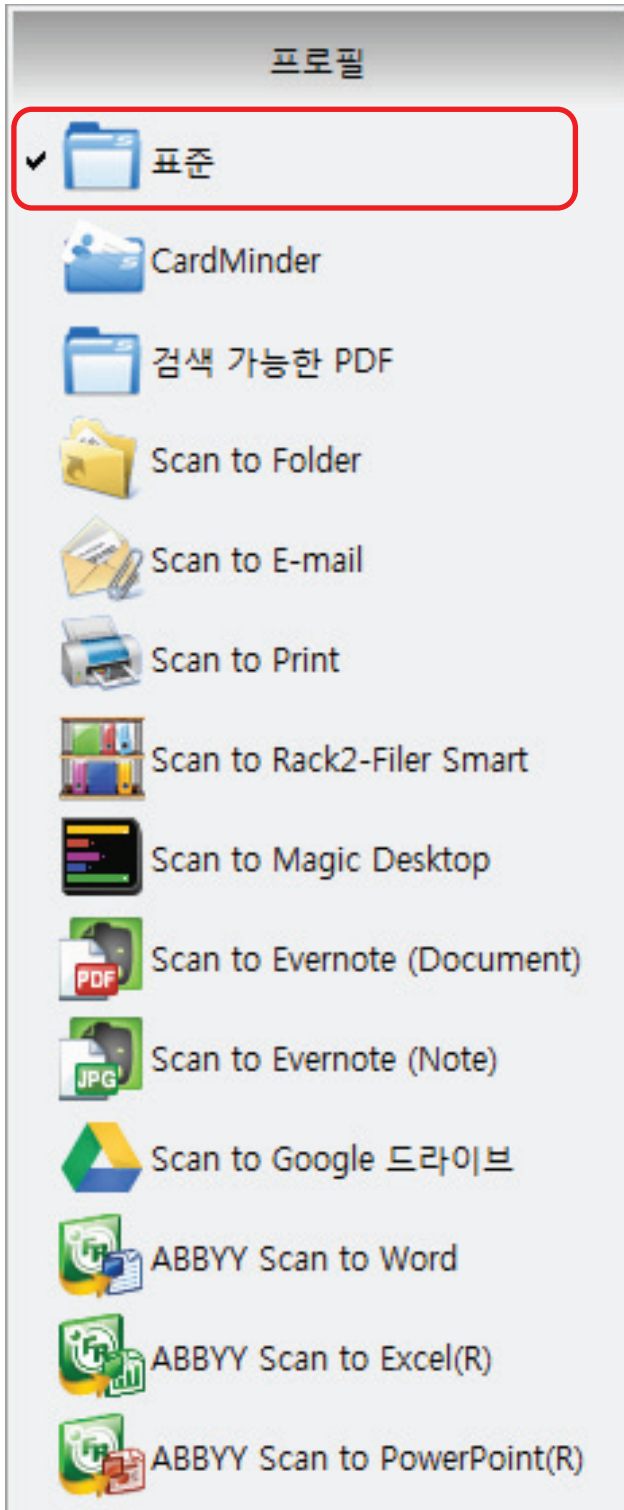 프로필
표준
CardMinder
검색 가능한 PDF
Scan to Folder
Scan to E-mail
Scan to Print
Scan to Rack2-Filer Smart
Scan to Magic Desktop
PDF
Scan to Evernote (Document)
JPG
Scan to Evernote (Note)
Scan to Google 드라이브
ABBYY Scan to Word
ABBYY Scan to Excel(R)
ABBYY Scan to PowerPoint(R)